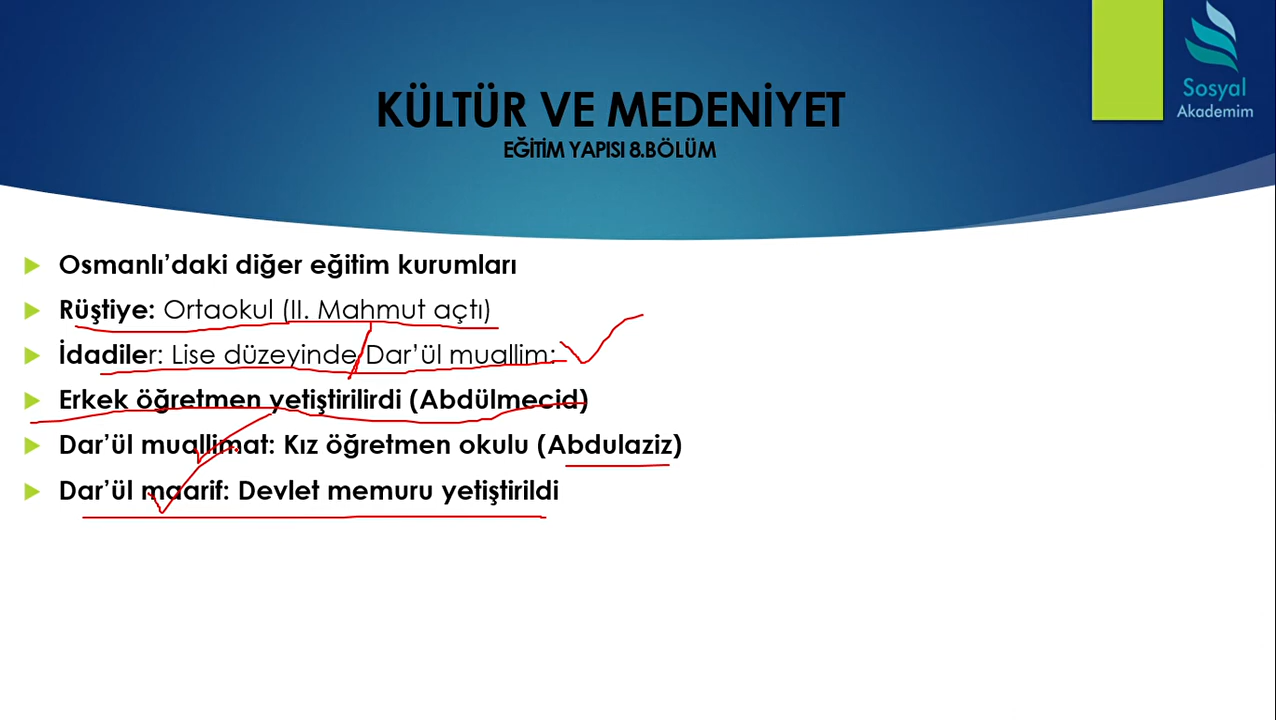 Sosyal
Akademim
KÜLTÜR VE MEDENİYET
EĞİTİM YAPISI 8.BÖLÜM
Osmanlı'daki diğer eğitim kurumları
Rüştiye: Ortaokul (II. Mahmut açtı)
İdadiler: Lise düzeyinde Dar'ül muallim:
Erkek öğretmen yetiştirilirdi (Abdülmecid)
Dar'ül muallimat: Kız öğretmen okulu (Abdulaziz)
Dar'ül maarif: Devlet memuru yetiştirildi